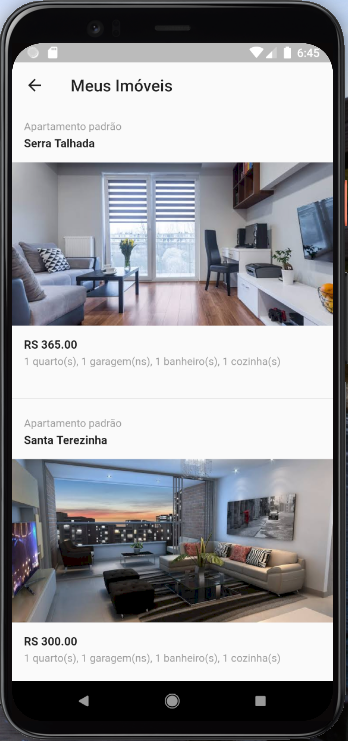 6:45
Meus Imóveis
Apartamento padrão
Serra Talhada
RS 365.00
1 quarto(s), 1 garagem(ns), 1 banheiro(s), 1 cozinha(s)
Apartamento padrão
Santa Terezinha
RS 300.00
1 quarto(s), 1 garagem(ns), 1 banheiro(s), 1 cozinha(s)